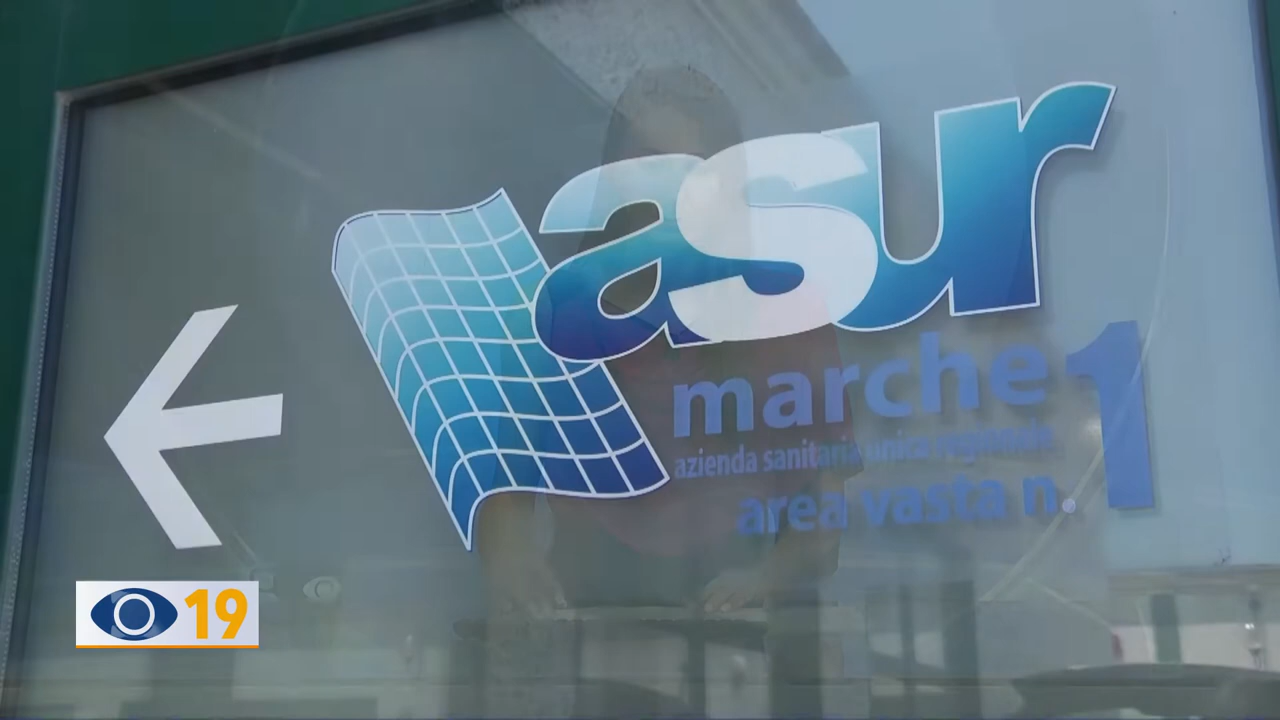 asur
marche 1
azienda sanitaria unica regionale
area vasta n.
19